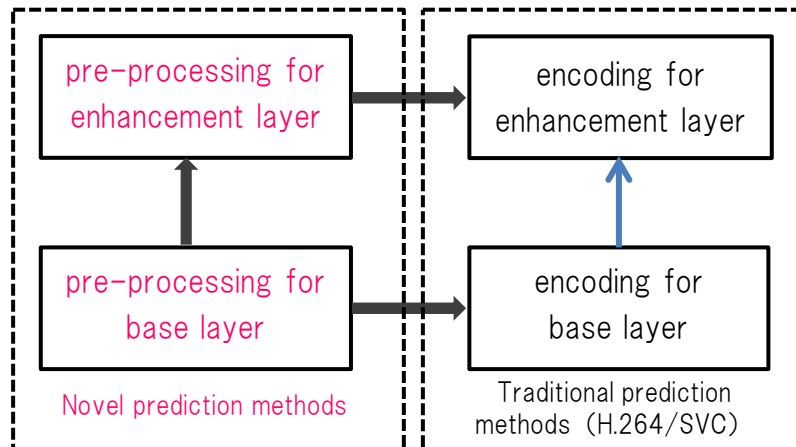 pre-processing for
enhancement layer
encoding for
enhancement layer
pre-processing for
base layer
encoding for
base layer
Novel prediction methods
Traditional prediction
methods (H.264/SVC)